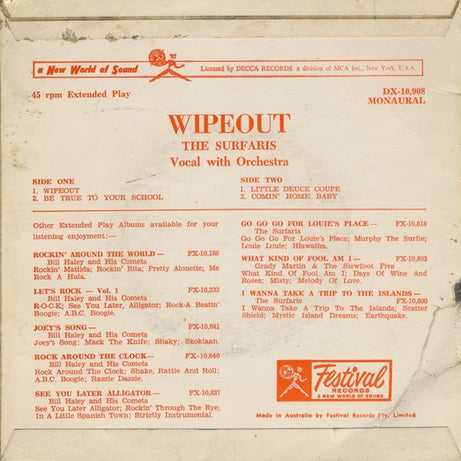 a New World of Sound
Licensed by DECCA RECORDS a division of MCA Inc., New York, U.S.A.
45 rpm Extended Play
DX-10,908
MONAURAL
WIPEOUT
THE SURFARIS
Vocal with Orchestra
SIDE ONE
1. WIPEOUT
2. BE TRUE TO YOUR SCHOOL
SIDE TWO
1. LITTLE DEUCE COUPE
2. COMIN' HOME BABY
Other Extended Play Albums available for your
listening enjoyment:—
ROCKIN' AROUND THE WORLD — FX-10,186
Bill Haley and His Comets
Rockin' Matilda; Rockin' Rita; Pretty Alouette; Me
Rock A Hula.
LET'S ROCK — Vol. 1 FX-10,233
Bill Haley and His Comets
R-O-C-K; See You Later, Alligator; Rock-A Beatin'
Boogie; A.B.C. Boogie.
JOEY'S SONG — FX-10,541
Bill Haley and His Comets
Joey's Song; Mack The Knife; Shaky; Skokiaan.
ROCK AROUND THE CLOCK— FX-10,640
Bill Haley and His Comets
Rock Around The Clock; Shake, Rattle And Roll;
A.B.C. Boogie; Razzle Dazzle.
SEE YOU LATER ALLIGATOR — FX-10,837
Bill Haley and His Comets
See You Later Alligator; Rockin' Through The Rye;
In A Little Spanish Town; Strictly Instrumental.
GO GO GO FOR LOUIE'S PLACE — FX-10,818
The Surfaris
Go Go Go For Louie's Place; Murphy The Surfie;
Louie Louie; Hiawatha.
WHAT KIND OF FOOL AM I — FX-10,803
Grady Martin & The Slewfoot Five
What Kind Of Fool Am I; Days Of Wine And
Roses; Misty; Melody Of Love.
I WANNA TAKE A TRIP TO THE ISLANDS —
The Surfaris FX-10,890
I Wanna Take A Trip To The Islands; Scatter
Shield; Mystic Island Dreams; Earthquake.
Festival
RECORDS
A NEW WORLD OF SOUND
Made in Australia by Festival Records Pty. Limited